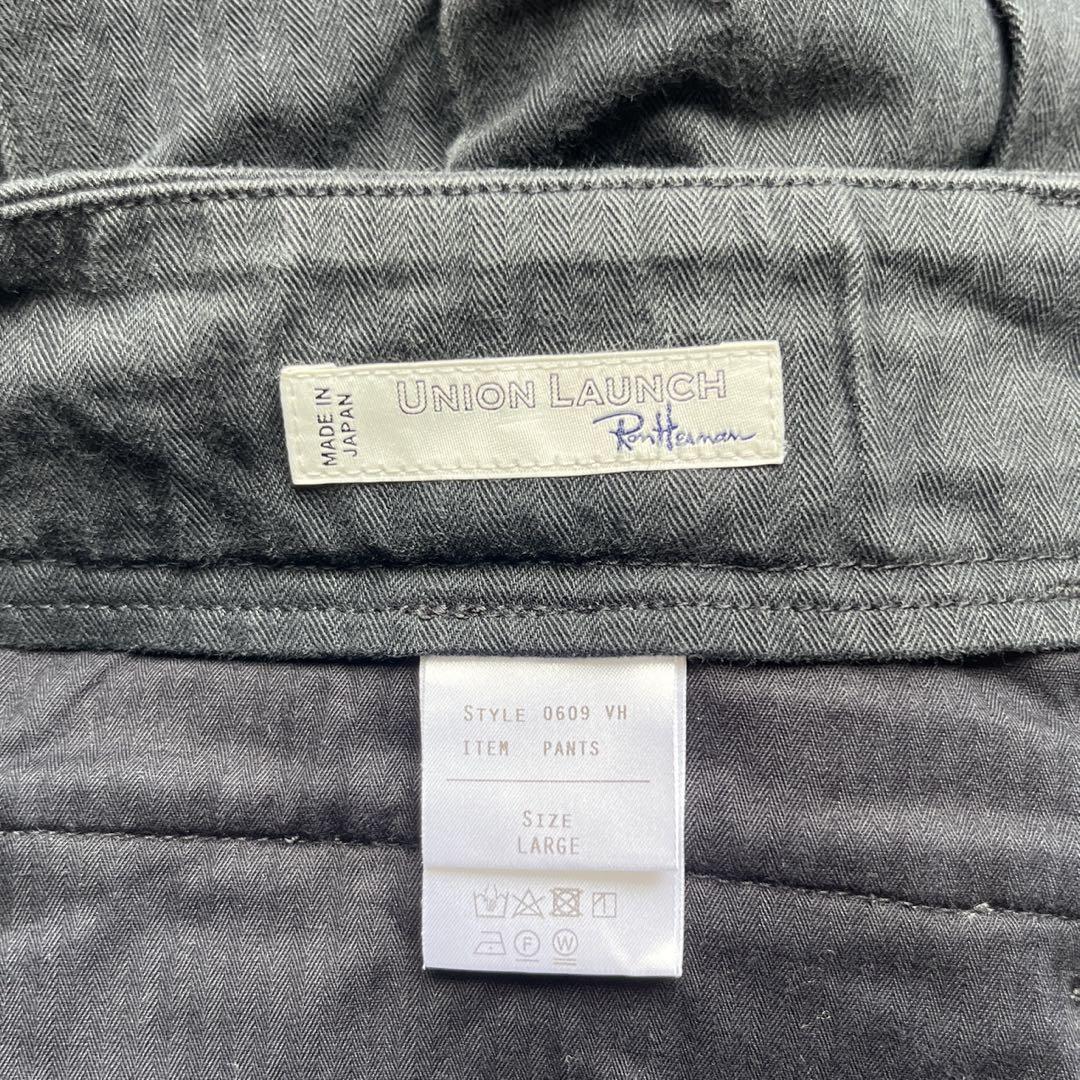 MADE IN
JAPAN
UNION LAUNCH
Ron Herman
STYLE 0609 VH
ITEM PANTS
SIZE
LARGE
F
W